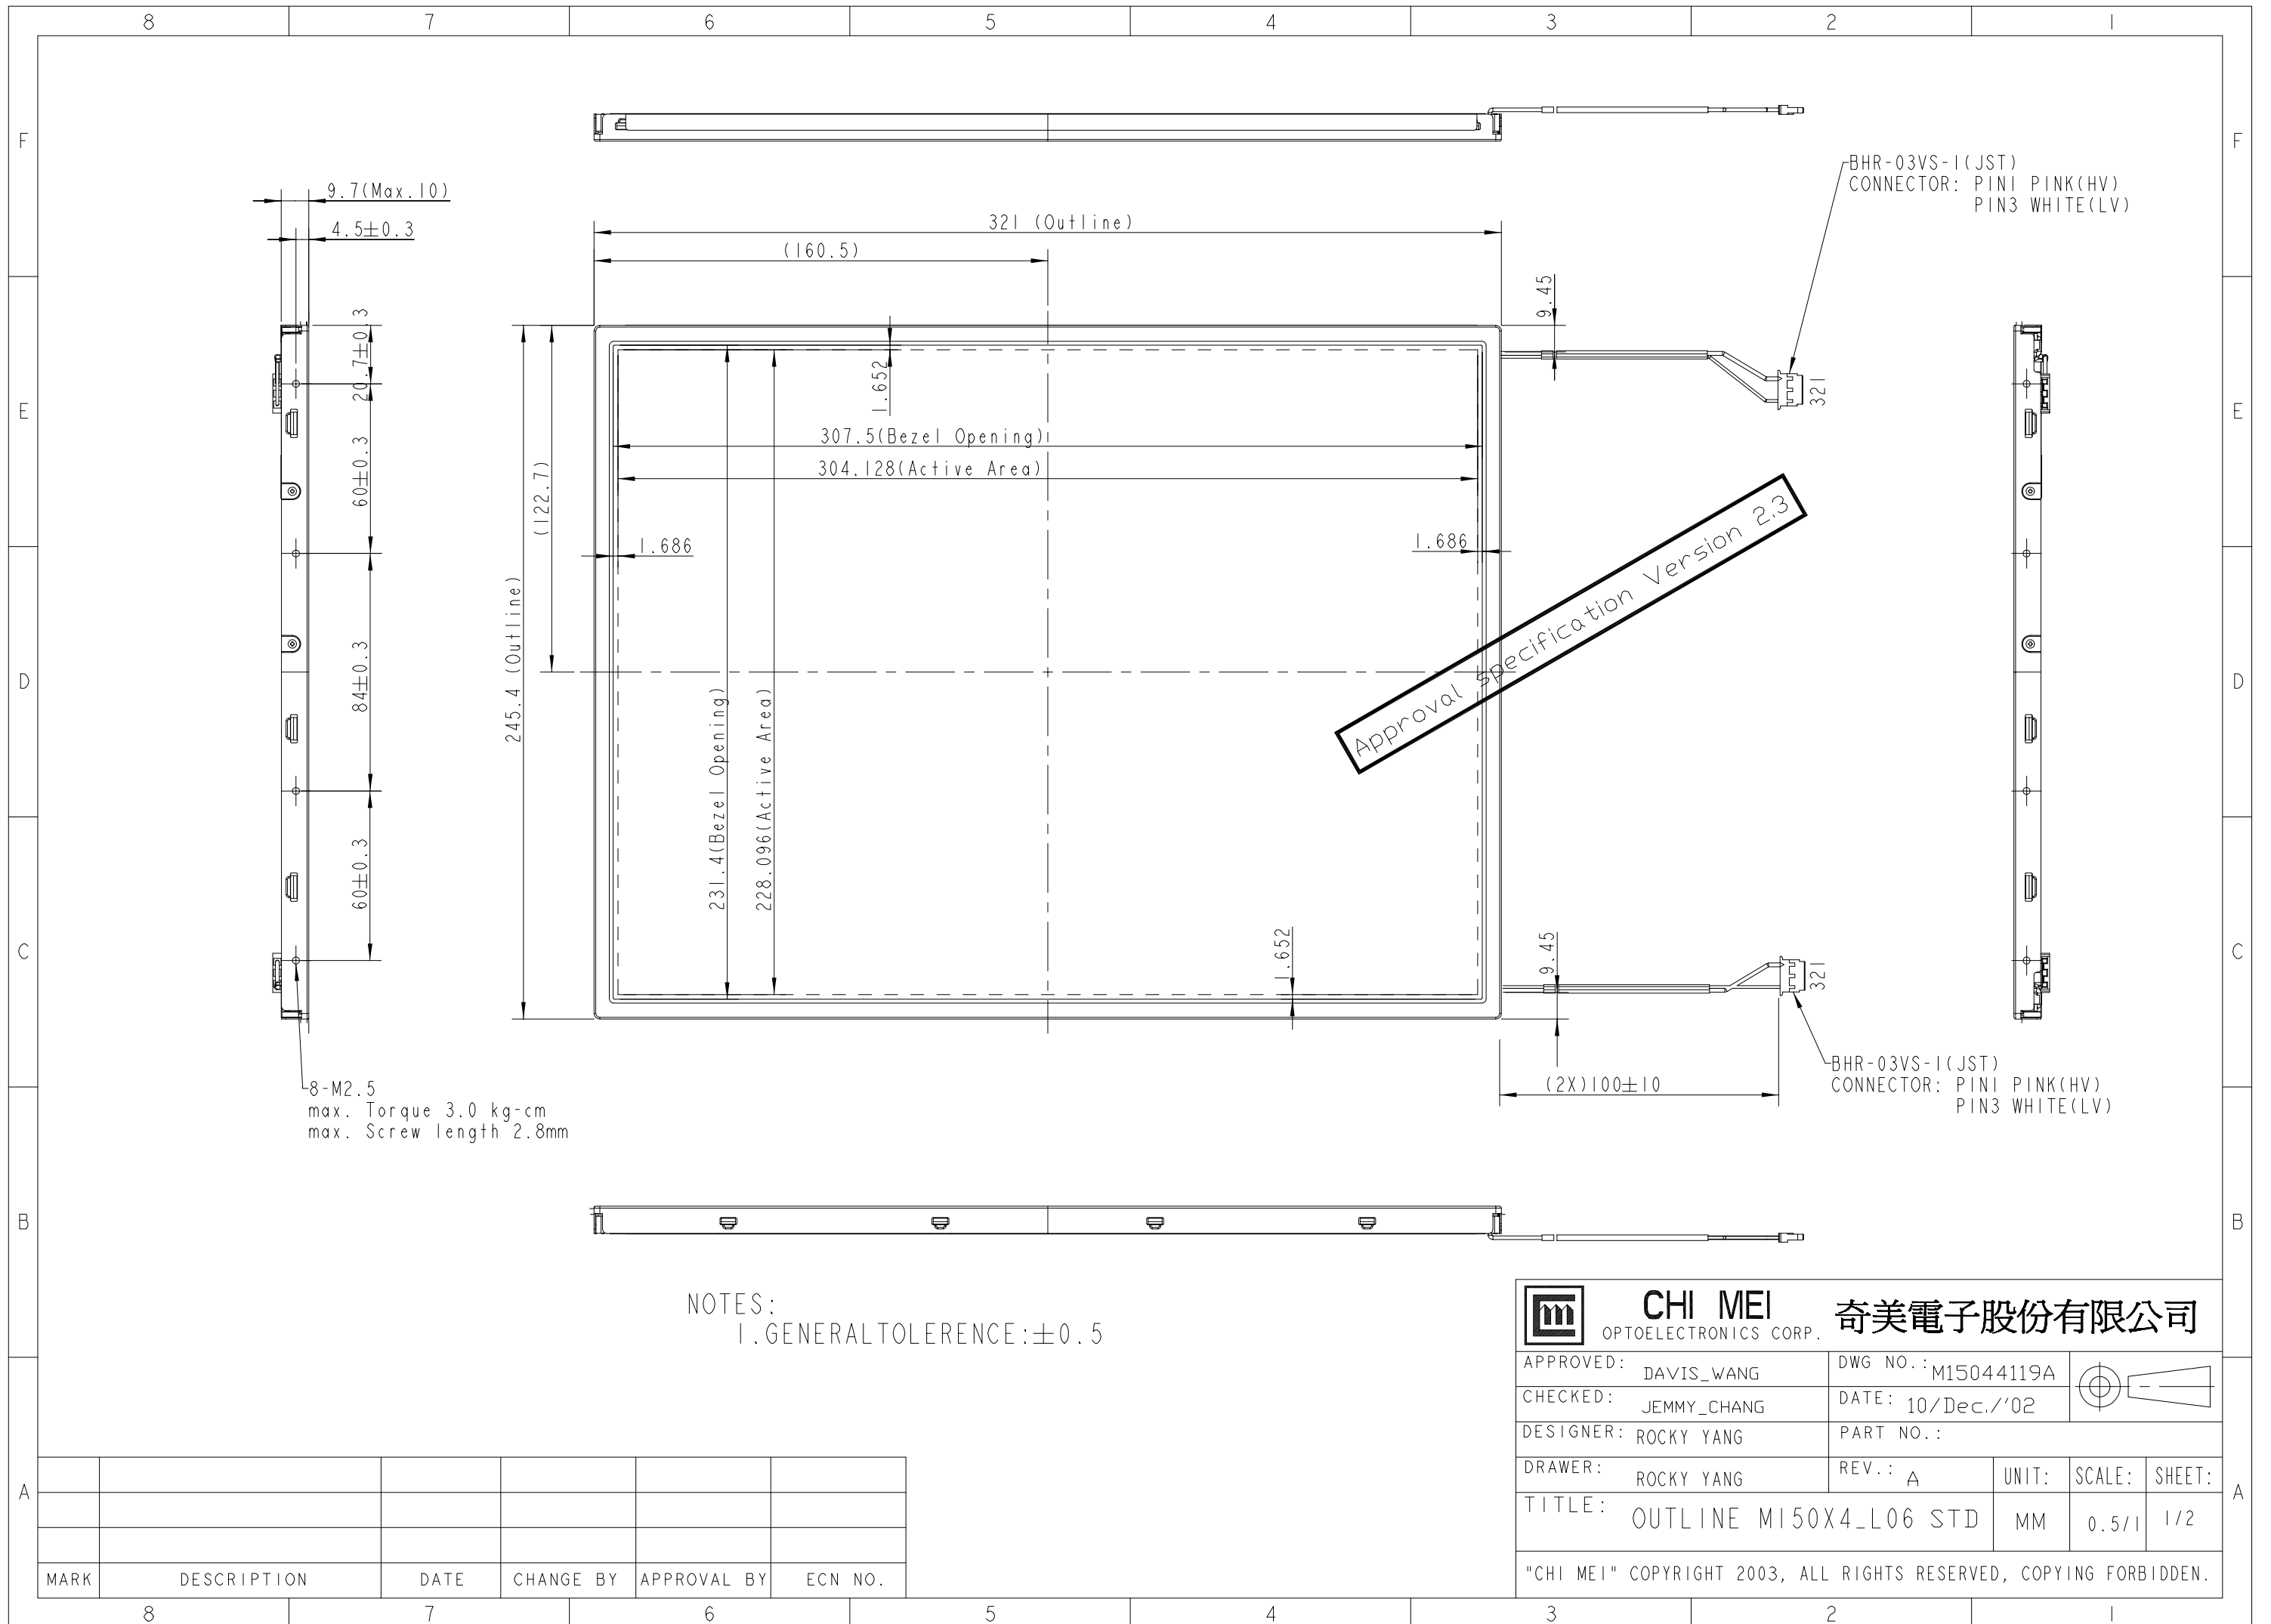 8 7 6 5 4 3 2 1
F F
BHR-03VS-1(JST)
CONNECTOR: PIN1 PINK(HV)
PIN3 WHITE(LV)
9.7(Max.10)
4.5±0.3
321 (Outline)
(160.5)
9.45
20.7±0.3
1.652
321
E E
307.5(Bezel Opening)
304.128(Active Area)
60±0.3
(122.7)
1.686 1.686
Approval specification Version 2.3
245.4 (Outline)
D D
84±0.3
231.4(Bezel Opening)
228.096(Active Area)
60±0.3
1.652
9.45
321
C C
BHR-03VS-1(JST)
CONNECTOR: PIN1 PINK(HV)
PIN3 WHITE(LV)
(2X)100±10
8-M2.5
max. Torque 3.0 kg-cm
max. Screw length 2.8mm
B B
NOTES:
1.GENERALTOLERENCE:±0.5
CHI MEI
OPTOELECTRONICS CORP.
奇美電子股份有限公司
APPROVED: DAVIS_WANG DWG NO.: M15044119A
CHECKED: JEMMY_CHANG DATE: 10/Dec./'02
DESIGNER: ROCKY YANG PART NO.:
DRAWER: ROCKY YANG REV.: A UNIT: SCALE: SHEET:
TITLE: OUTLINE M150X4_L06 STD MM 0.5/1 1/2
A A
MARK DESCRIPTION DATE CHANGE BY APPROVAL BY ECN NO.
"CHI MEI" COPYRIGHT 2003, ALL RIGHTS RESERVED, COPYING FORBIDDEN.
8 7 6 5 4 3 2 1